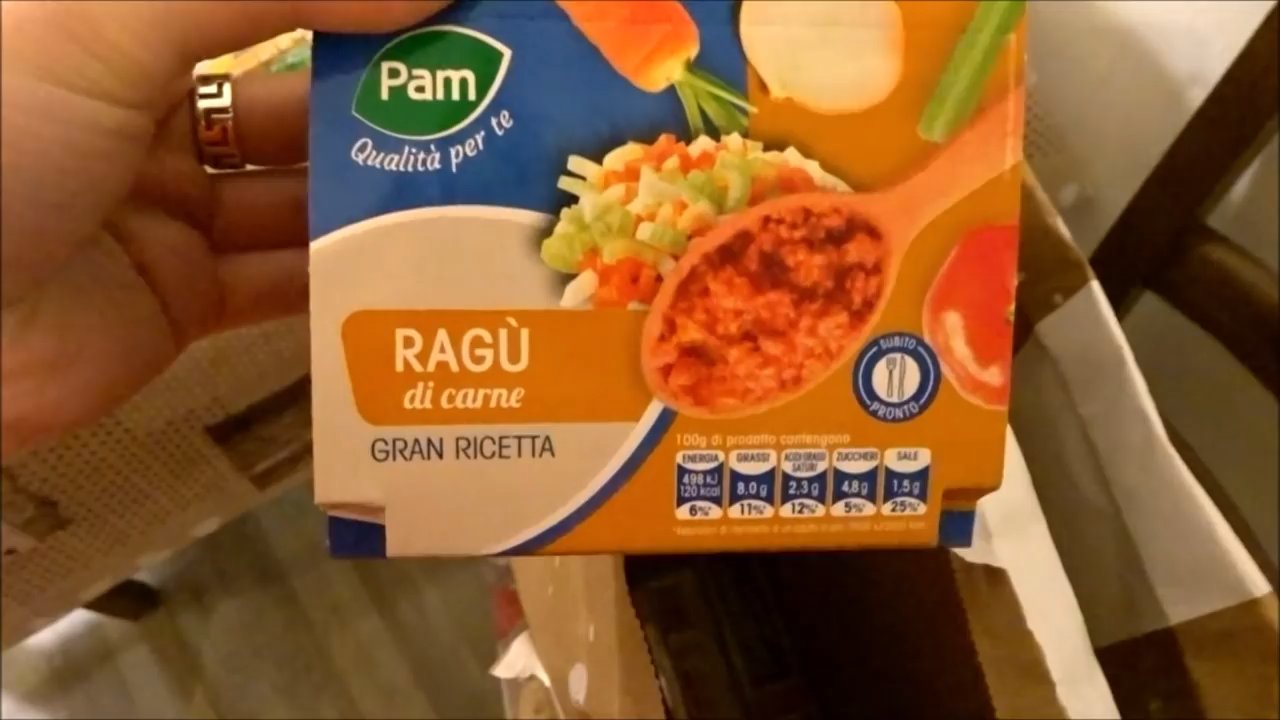 Pam
Qualità per te
RAGÙ
di carne
GRAN RICETTA
SUBITO
PRONTO
100g di prodotto contengono
ENERGIA GRASSI ACIDI GRASSI SATURI ZUCCHERI SALE
498 kJ
120 kcal 8,0 g 2,3 g 4,8 g 1,5 g
6%* 11%* 12%* 5%* 25%*